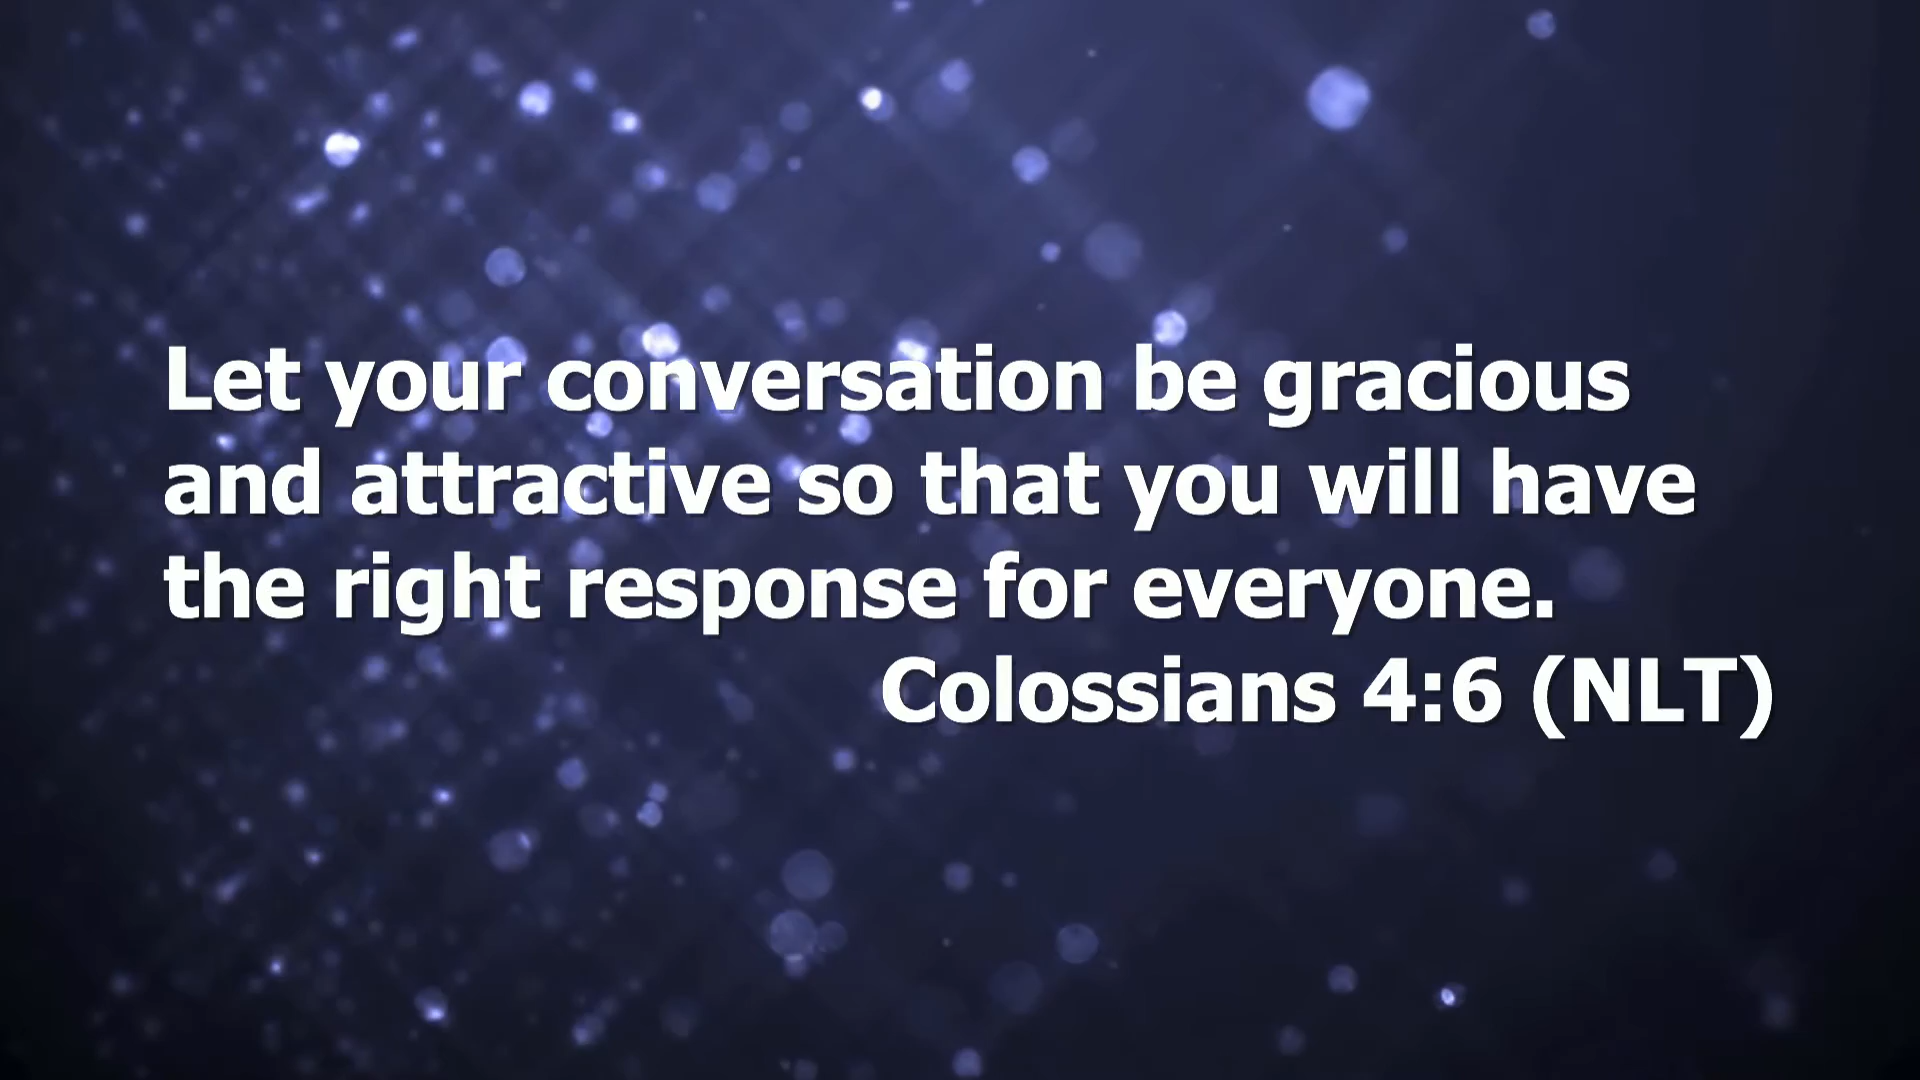 Let your conversation be gracious
and attractive so that you will have
the right response for everyone.
Colossians 4:6 (NLT)